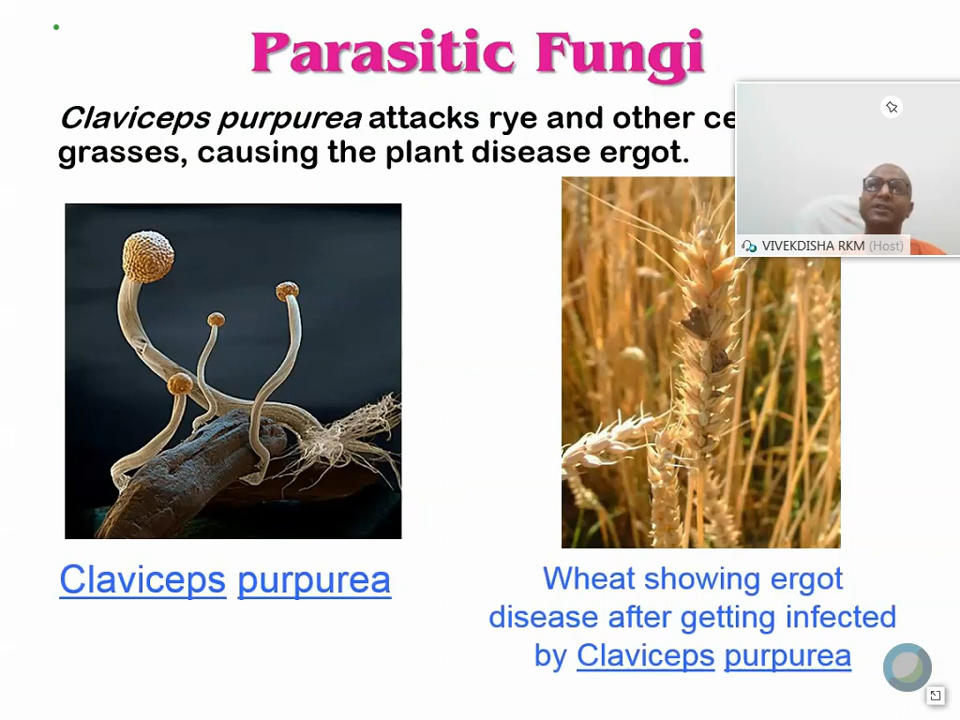 Parasitic Fungi
Claviceps purpurea attacks rye and other ce
grasses, causing the plant disease ergot.
VIVEKDISHA RKM (Host)
Claviceps purpurea
Wheat showing ergot
disease after getting infected
by Claviceps purpurea